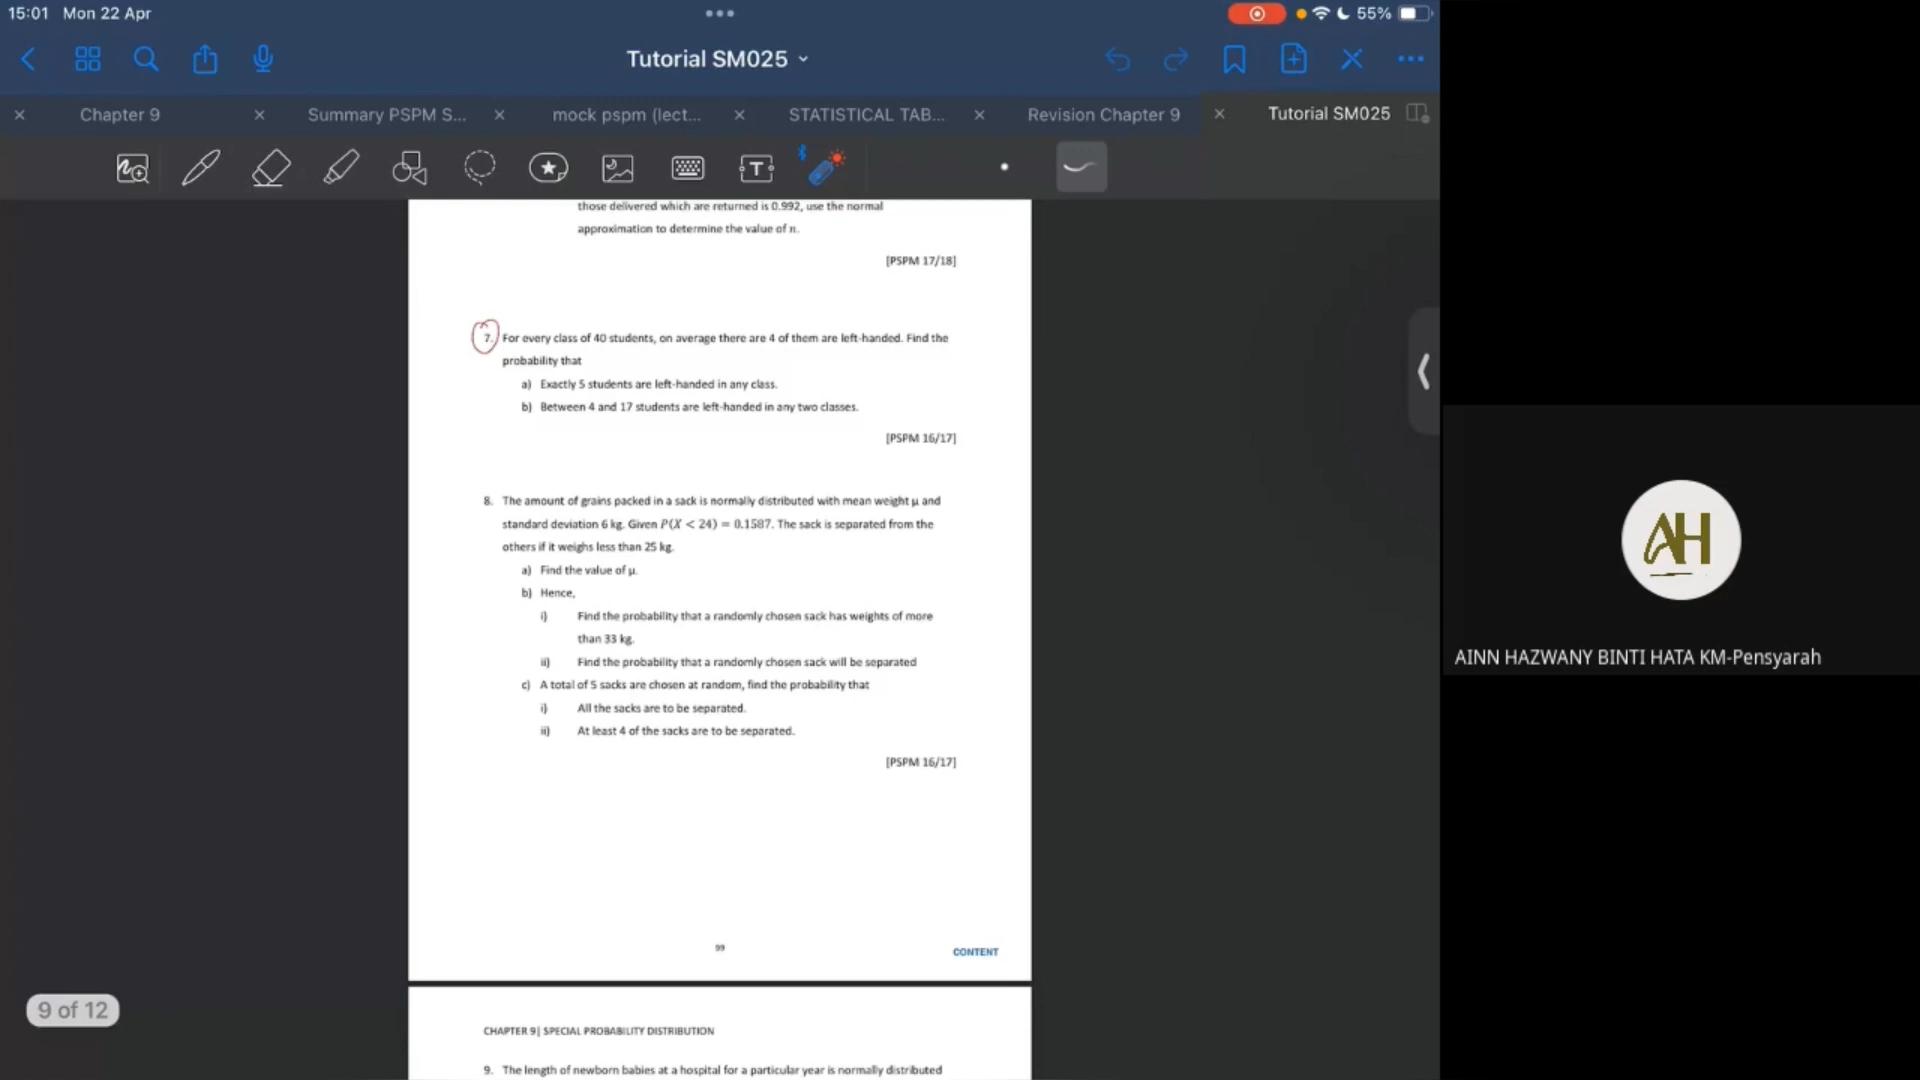 15:01 Mon 22 Apr
55%
Tutorial SM025
Chapter 9
Summary PSPM S...
mock pspm (lect...
STATISTICAL TAB...
Revision Chapter 9
Tutorial SM025
T
those delivered which are returned is 0.992, use the normal
approximation to determine the value of n.
[PSPM 17/18]
7. For every class of 40 students, on average there are 4 of them are left-handed. Find the
probability that
a) Exactly 5 students are left-handed in any class.
b) Between 4 and 17 students are left-handed in any two classes.
[PSPM 16/17]
8. The amount of grains packed in a sack is normally distributed with mean weight μ and
standard deviation 6 kg. Given P(X < 24) = 0.1587. The sack is separated from the
others if it weighs less than 25 kg.
a) Find the value of μ.
b) Hence,
i) Find the probability that a randomly chosen sack has weights of more
than 33 kg.
ii) Find the probability that a randomly chosen sack will be separated
c) A total of 5 sacks are chosen at random, find the probability that
i) All the sacks are to be separated.
ii) At least 4 of the sacks are to be separated.
[PSPM 16/17]
99
CONTENT
9 of 12
CHAPTER 9| SPECIAL PROBABILITY DISTRIBUTION
9. The length of newborn babies at a hospital for a particular year is normally distributed
AH
AINN HAZWANY BINTI HATA KM-Pensyarah